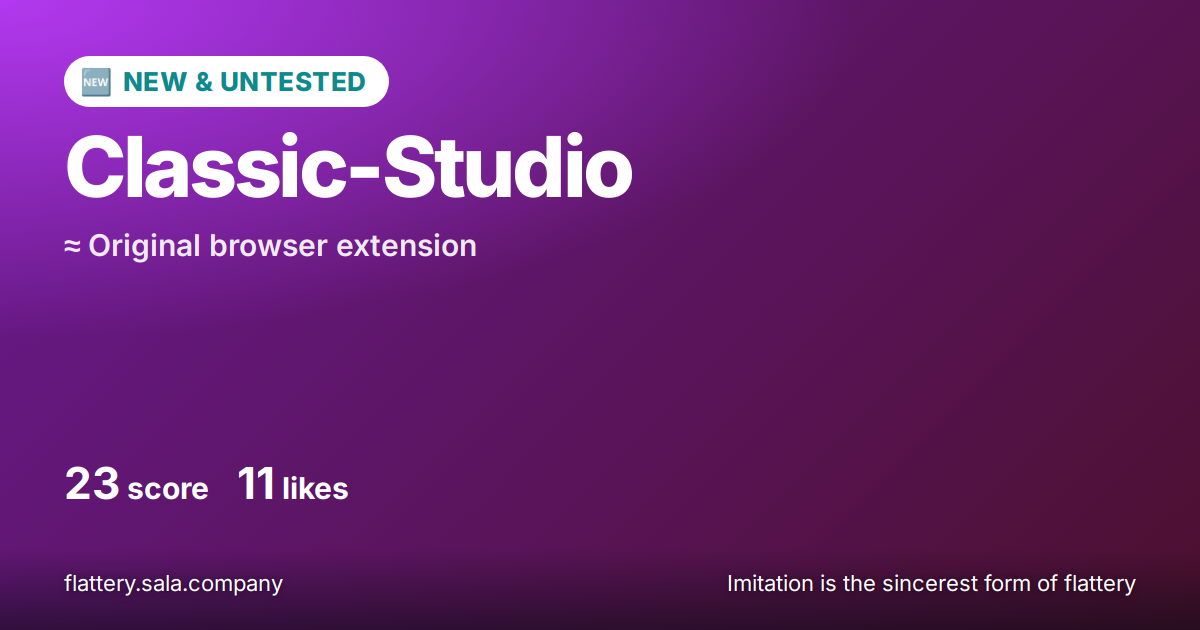 🆕 NEW & UNTESTED
Classic-Studio
≈ Original browser extension
23 score 11 likes
flattery.sala.company
Imitation is the sincerest form of flattery